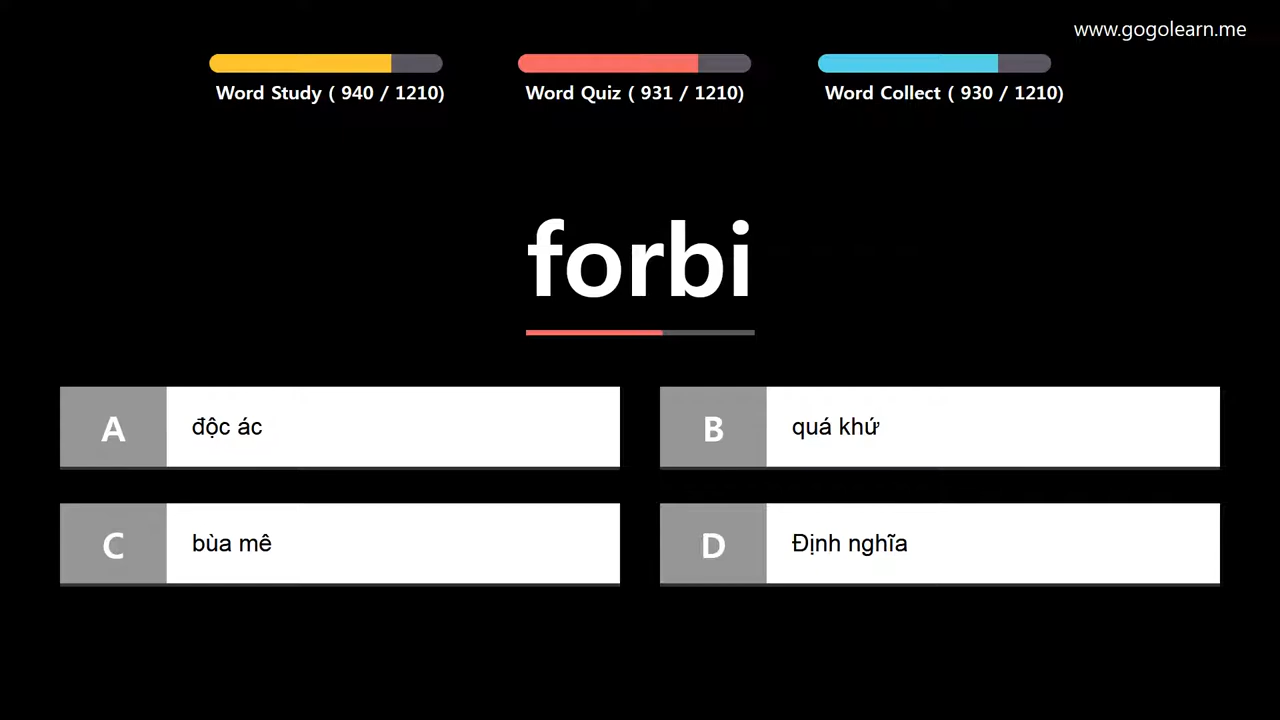 www.gogolearn.me
Word Study ( 940 / 1210)
Word Quiz ( 931 / 1210)
Word Collect ( 930 / 1210)
forbi
A độc ác
B quá khứ
C bùa mê
D Định nghĩa